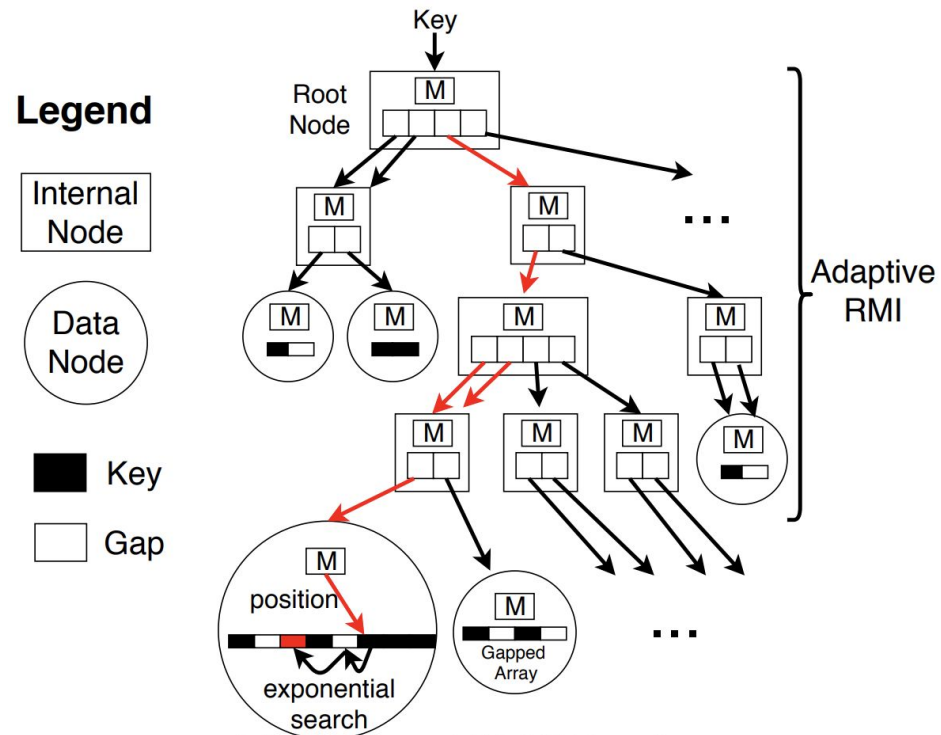 Key
Root
Node
M
Legend
Internal
Node
M
M
...
Adaptive
RMI
Data
Node
M
M
M
M
M
M
M
M
Key
Gap
M
position
exponential
search
M
Gapped
Array
...